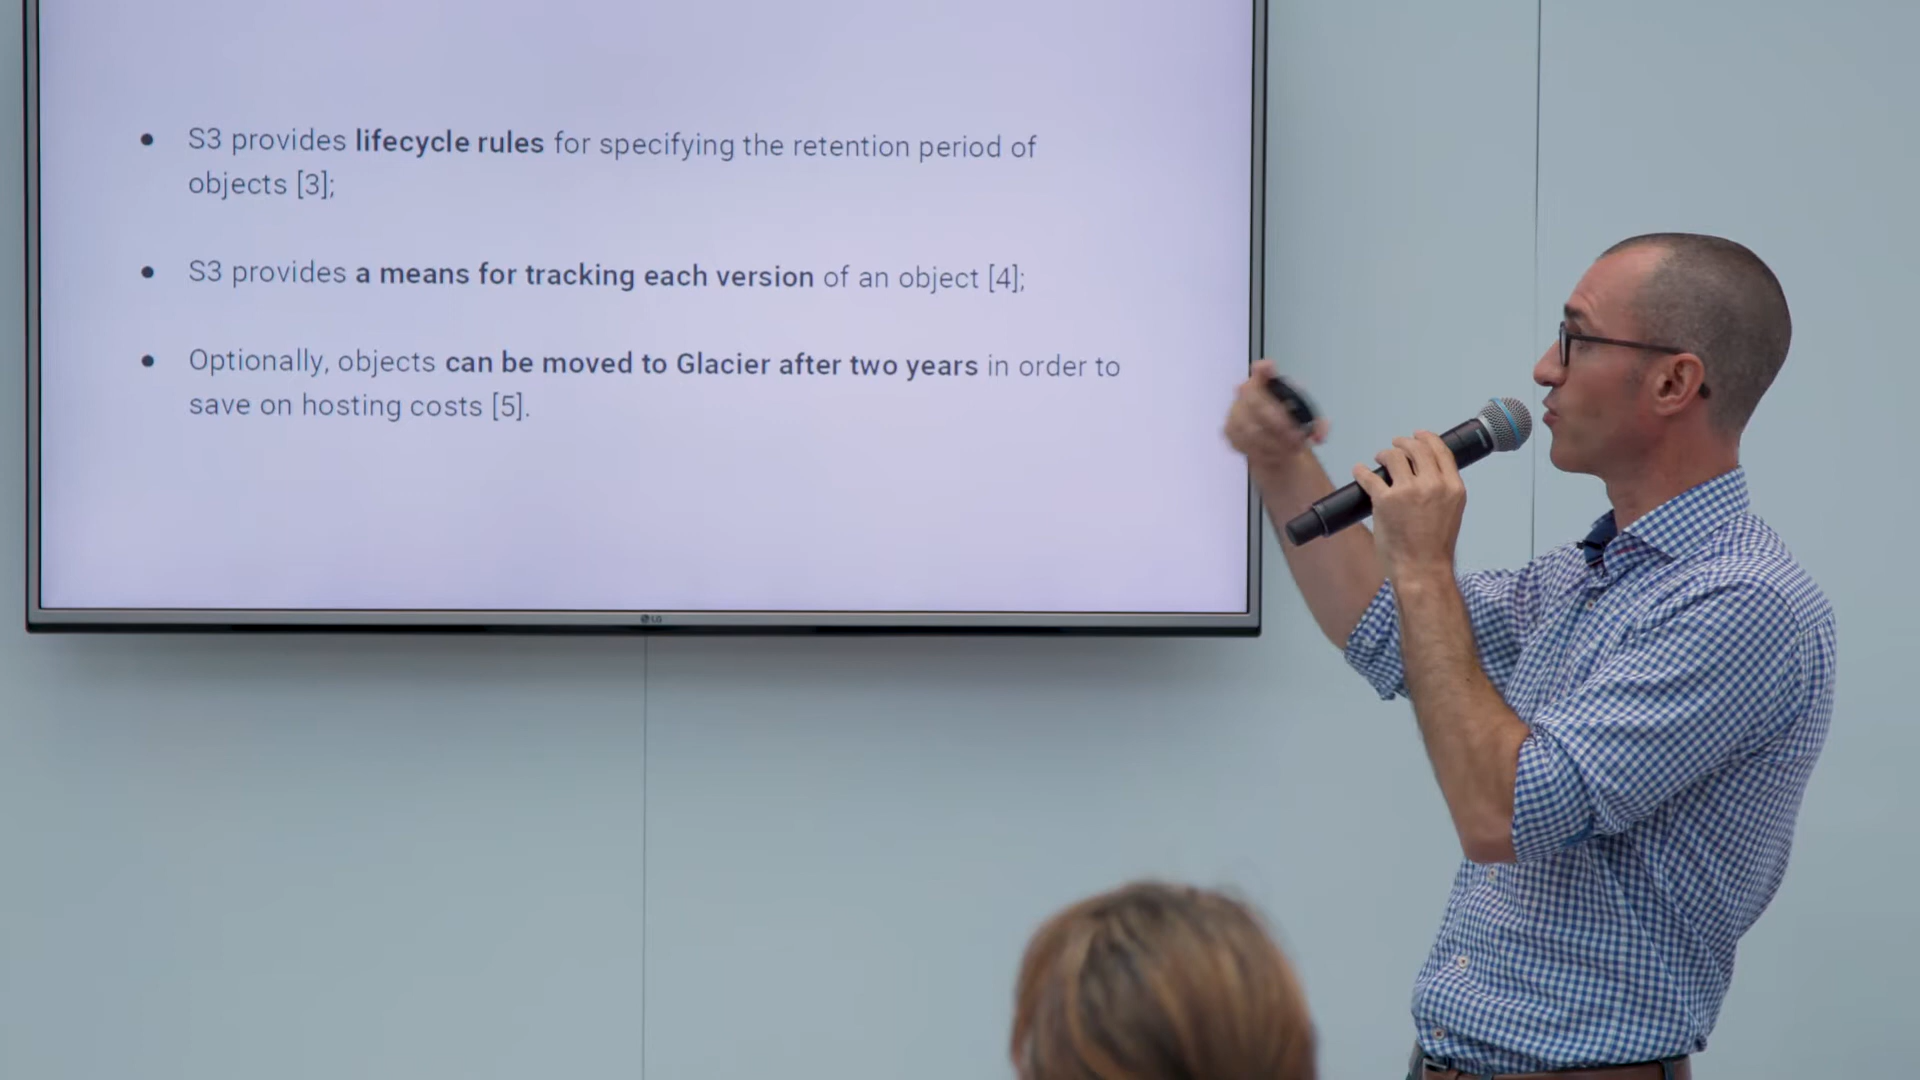 ● S3 provides lifecycle rules for specifying the retention period of
objects [3];
● S3 provides a means for tracking each version of an object [4];
● Optionally, objects can be moved to Glacier after two years in order to
save on hosting costs [5].
LG